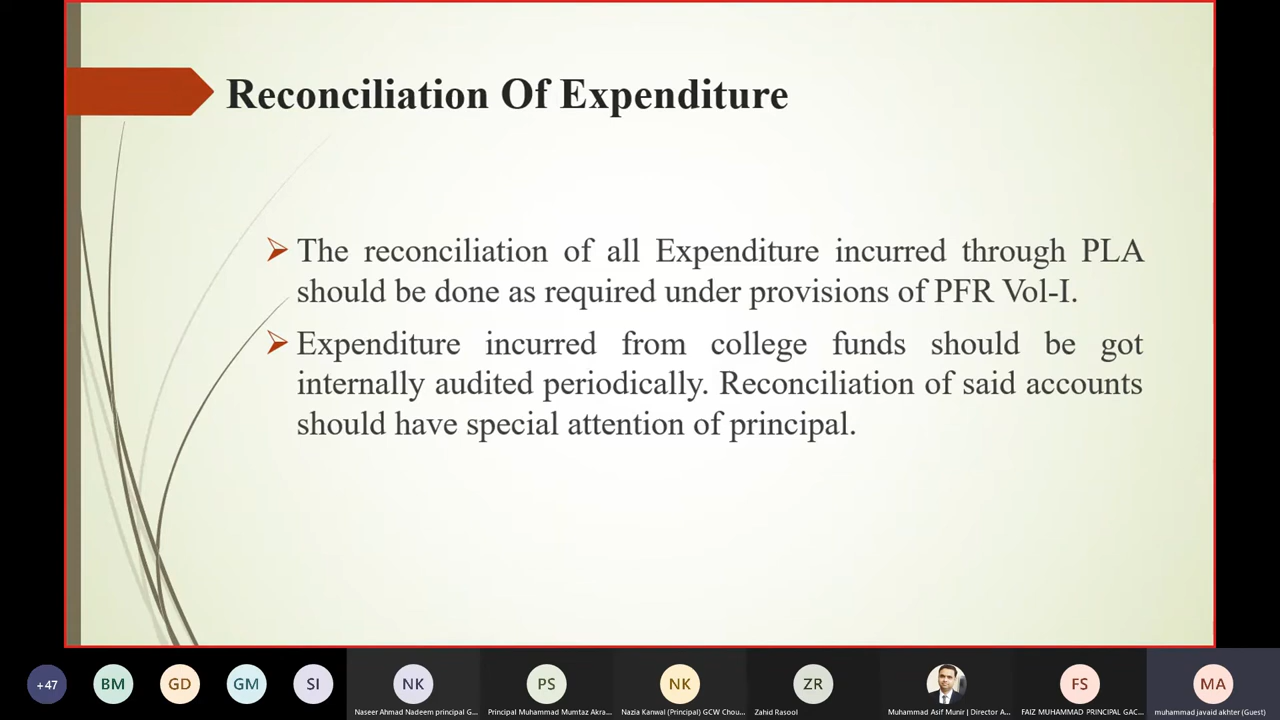 Reconciliation Of Expenditure
The reconciliation of all Expenditure incurred through PLA
should be done as required under provisions of PFR Vol-I.
Expenditure incurred from college funds should be got
internally audited periodically. Reconciliation of said accounts
should have special attention of principal.
+47 BM GD GM SI NK PS NK ZR FS MA
Naseer Ahmad Nadeem principal G... Principal Muhammad Mumtaz Akra... Nazia Kanwal (Principal) GCW Chou... Zahid Rasool Muhammad Asif Munir | Director A... FAIZ MUHAMMAD PRINCIPAL GAC... muhammad javaid akhter (Guest)